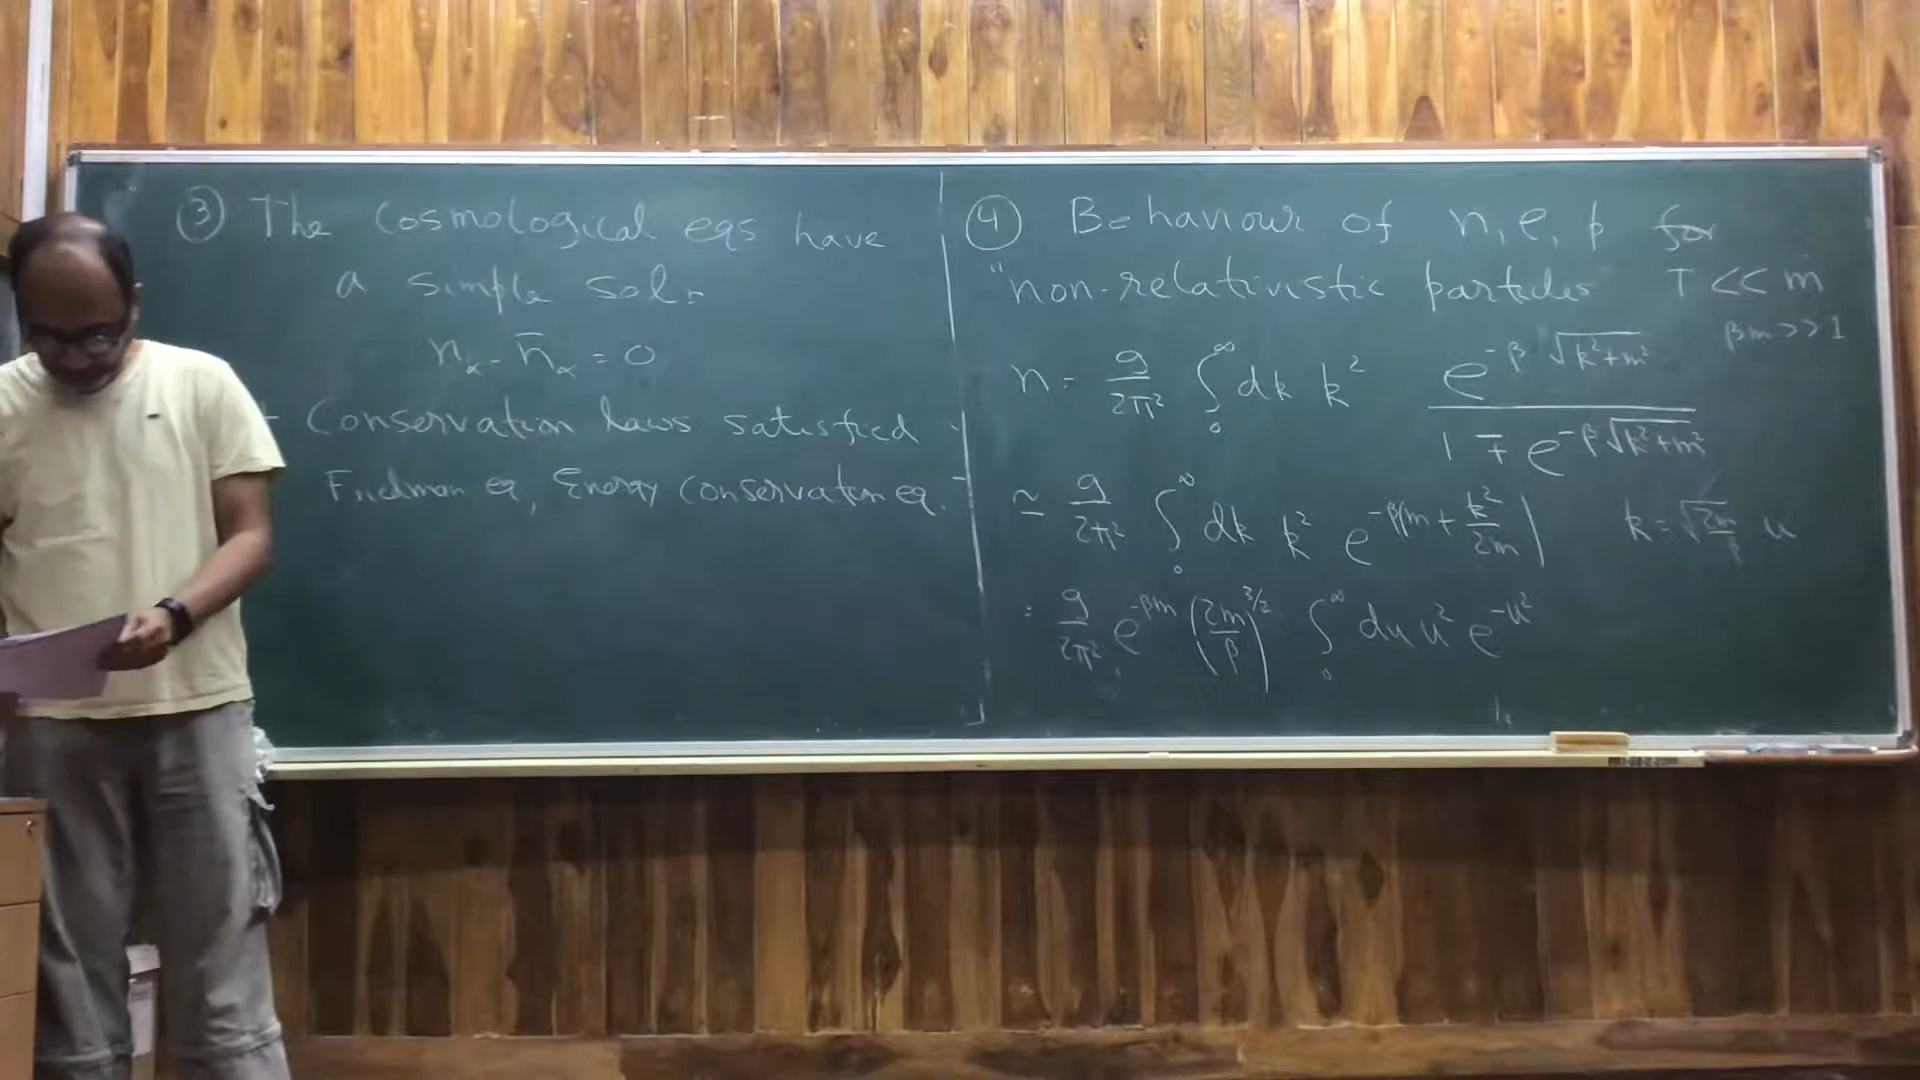 ③ The Cosmological eqs have
a simple sol:
n_α - n̄_α = 0
Conservation laws satisfied
Friedman eq, Energy conservation eq.
④ Behaviour of n, e, p for
"non-relativistic particles T << m
βm >> 1
n = g/2π² ∫₀^∞ dk k² e^{-β√(k²+m²)} / (1 ∓ e^{-β√(k²+m²)})
≃ g/2π² ∫₀^∞ dk k² e^{-β(m + k²/2m)} k = √(2m/β) u
= g/2π² e^{-βm} (2m/β)^{3/2} ∫₀^∞ du u² e^{-u²}